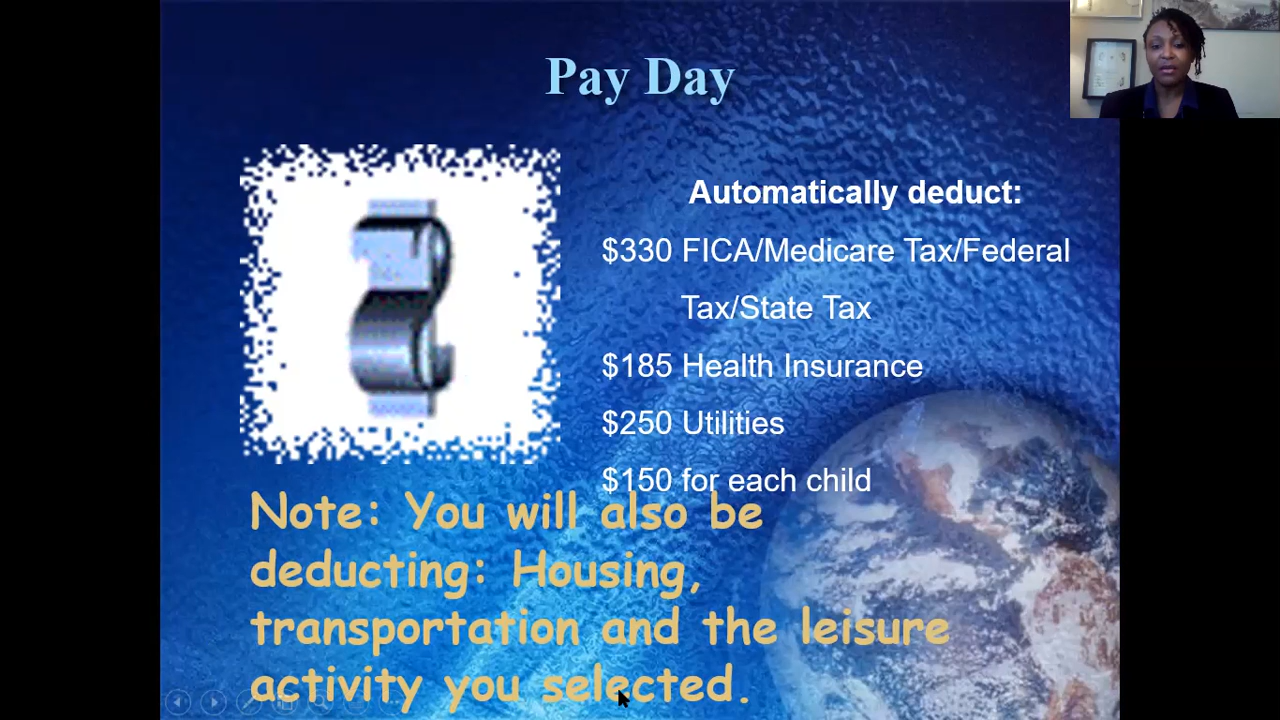 Pay Day
Automatically deduct:
$330 FICA/Medicare Tax/Federal
Tax/State Tax
$185 Health Insurance
$250 Utilities
$150 for each child
Note: You will also be
deducting: Housing,
transportation and the leisure
activity you selected.